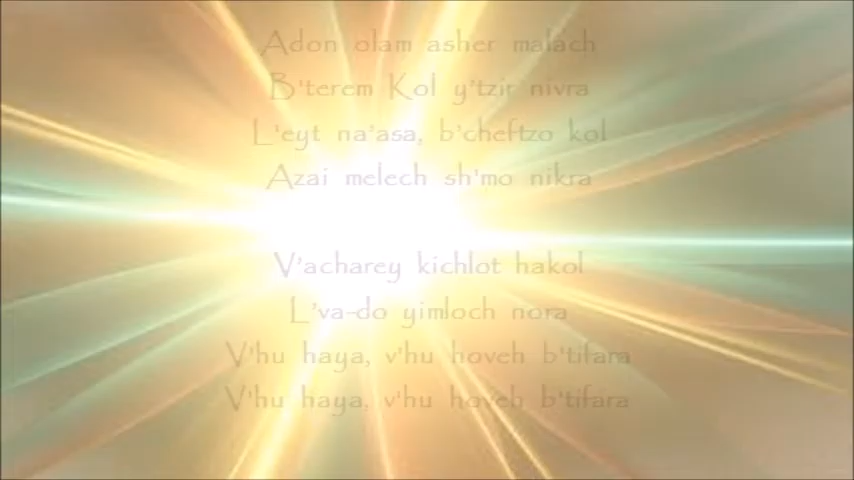 Adon olam asher malach
B'terem Kol y'tzir nivra
L'eyt na'asa, b'cheftzo kol
Azai melech sh'mo nikra
V'acharey kichlot hakol
L'va-do yimloch nora
V'hu haya, v'hu hoveh b'tifara
V'hu haya, v'hu hoveh b'tifara